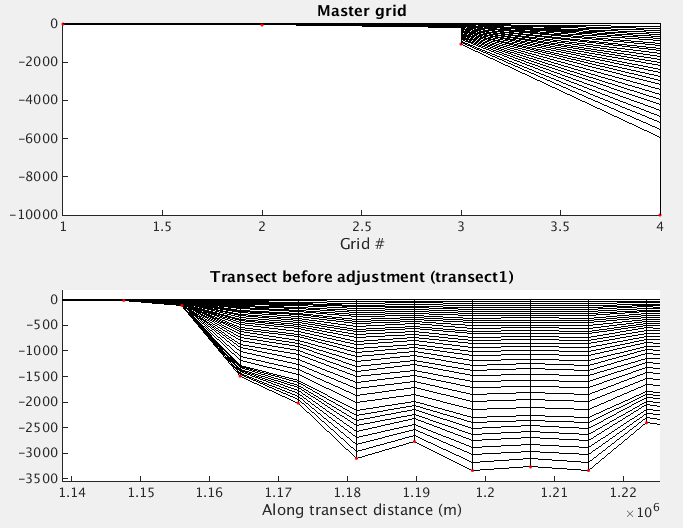 Master grid
0
−2000
−4000
−6000
−8000
−10000
1 1.5 2 2.5 3 3.5 4
Grid #
Transect before adjustment (transect1)
0
−500
−1000
−1500
−2000
−2500
−3000
−3500
1.14 1.15 1.16 1.17 1.18 1.19 1.2 1.21 1.22
Along transect distance (m) ×10⁶